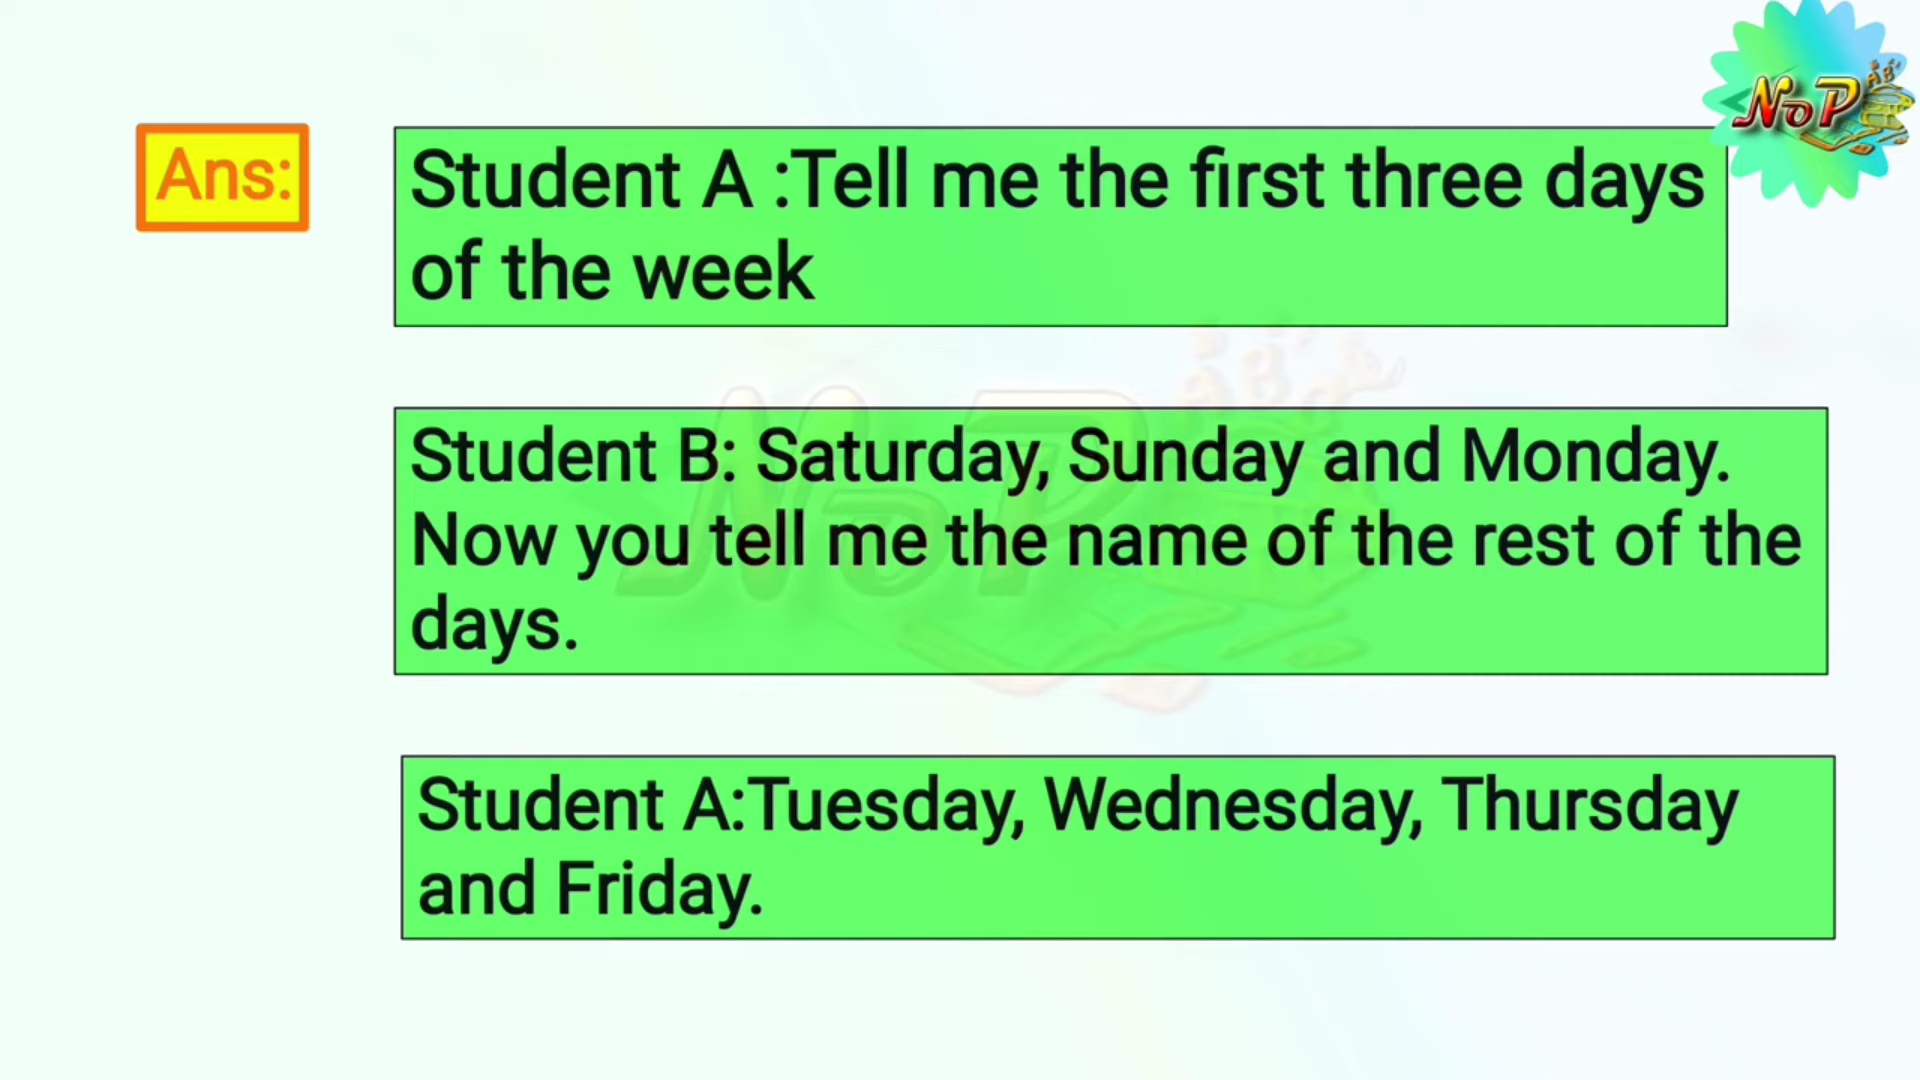 NoP
Ans:
Student A :Tell me the first three days
of the week
Student B: Saturday, Sunday and Monday.
Now you tell me the name of the rest of the
days.
Student A:Tuesday, Wednesday, Thursday
and Friday.